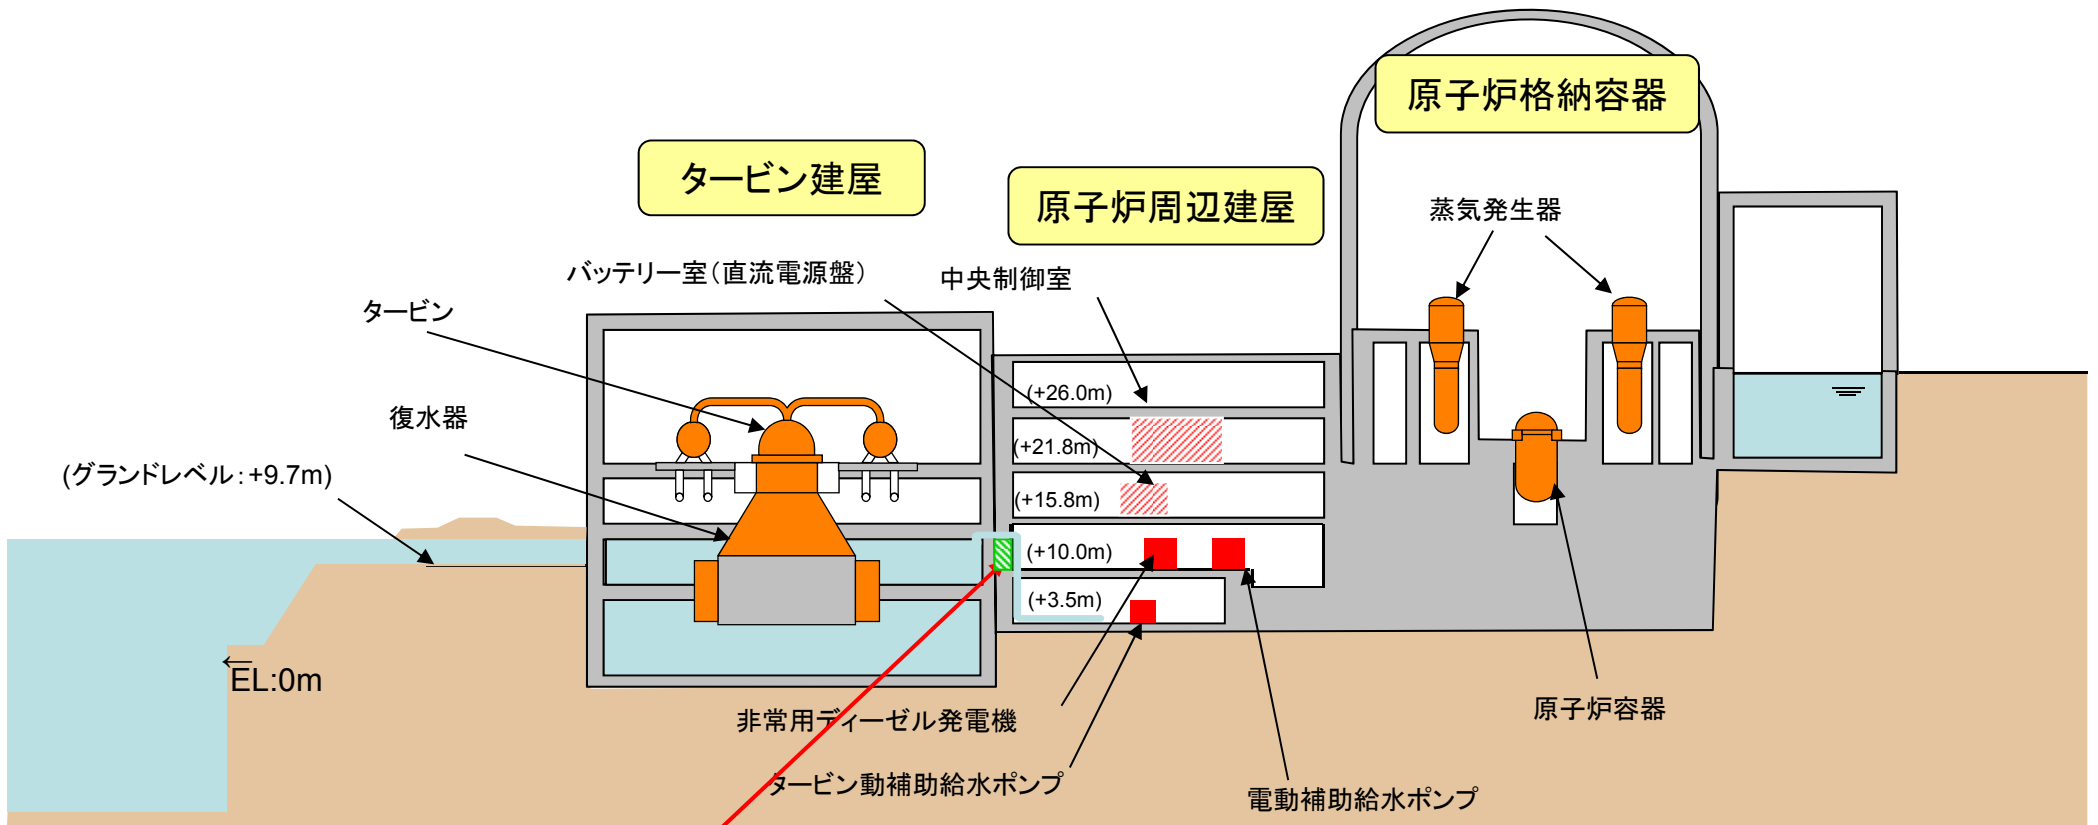 原子炉格納容器
タービン建屋
原子炉周辺建屋
蒸気発生器
バッテリー室（直流電源盤）
中央制御室
タービン
復水器
(グランドレベル：+9.7m)
(+26.0m)
(+21.8m)
(+15.8m)
(+10.0m)
(+3.5m)
←
EL:0m
非常用ディーゼル発電機
原子炉容器
タービン動補助給水ポンプ
電動補助給水ポンプ